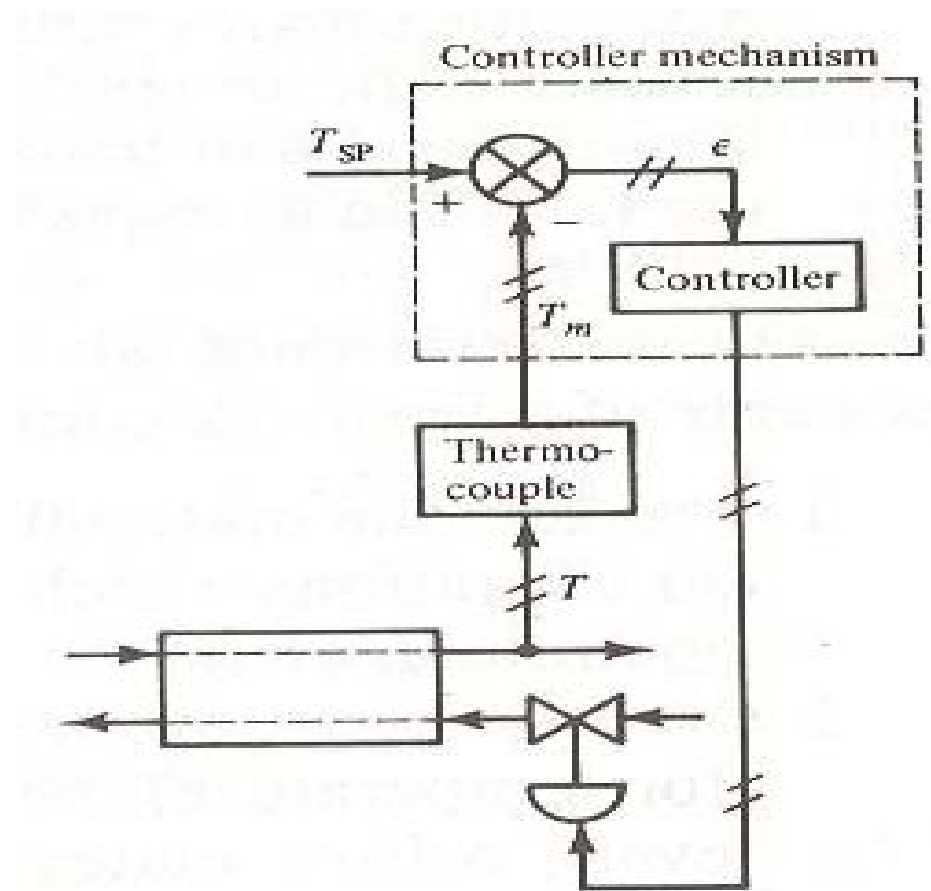 Controller mechanism
T_SP
ϵ
+
−
Controller
T_m
Thermo-
couple
T